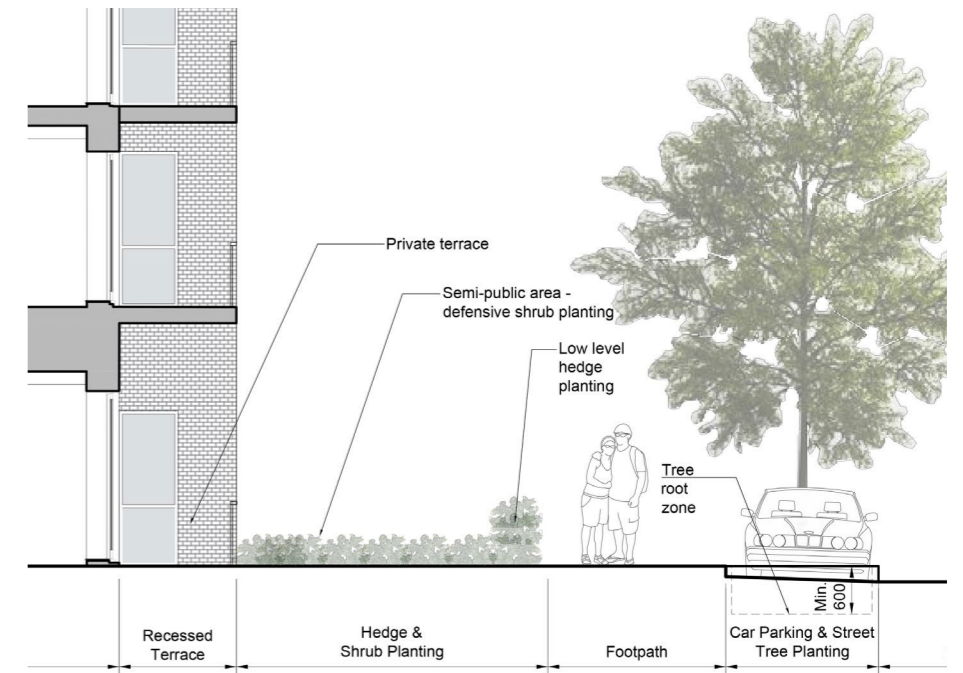 Private terrace
Semi-public area -
defensive shrub planting
Low level
hedge
planting
Tree
root
zone
Min.
600
Recessed
Terrace
Hedge &
Shrub Planting
Footpath
Car Parking & Street
Tree Planting